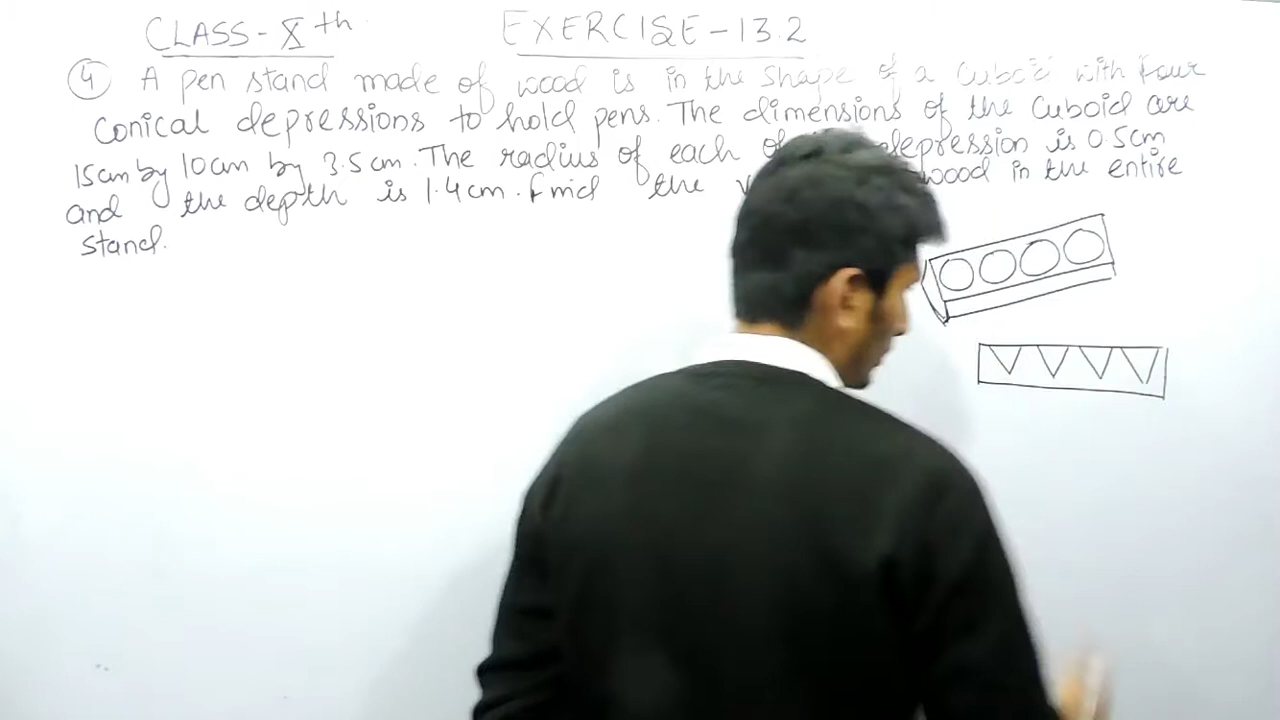 CLASS-Xth EXERCISE-13.2
④ A pen stand made of wood is in the shape of a cuboid with four
conical depressions to hold pens. The dimensions of the cuboid are
15cm by 10cm by 3.5cm. The radius of each depression is 0.5cm
and the depth is 1.4cm. Find the wood in the entire
stand.